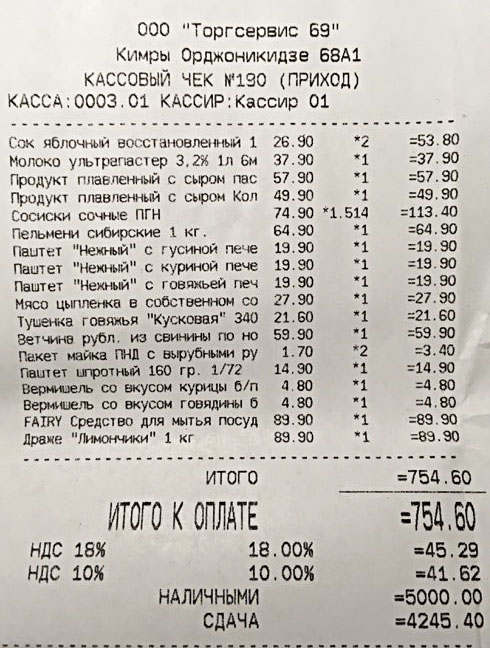 ООО "Торгсервис 69"
Кимры Орджоникидзе 68А1
КАССОВЫЙ ЧЕК №190 (ПРИХОД)
КАССА:0003.01 КАССИР:Кассир 01
Сок яблочный восстановленный 1 26.90 *2 =53.80
Молоко ультрапастер 3,2% 1л 6м 37.90 *1 =37.90
Продукт плавленный с сыром пас 57.90 *1 =57.90
Продукт плавленный с сыром Кол 49.90 *1 =49.90
Сосиски сочные ПГН 74.90 *1.514 =113.40
Пельмени сибирские 1 кг. 64.90 *1 =64.90
Паштет "Нежный" с гусиной пече 19.90 *1 =19.90
Паштет "Нежный" с куриной пече 19.90 *1 =19.90
Паштет "Нежный" с говяжьей печ 19.90 *1 =19.90
Мясо цыпленка в собственном со 27.90 *1 =27.90
Тушенка говяжья "Кусковая" 340 21.60 *1 =21.60
Ветчина рубл. из свинины по но 59.90 *1 =59.90
Пакет майка ПНД с вырубными ру 1.70 *2 =3.40
Паштет шпротный 160 гр. 1/72 14.90 *1 =14.90
Вермишель со вкусом курицы б/п 4.80 *1 =4.80
Вермишель со вкусом говядины б 4.80 *1 =4.80
FAIRY Средство для мытья посуд 89.90 *1 =89.90
Драже "Лимончики" 1 кг 89.90 *1 =89.90
ИТОГО =754.60
ИТОГО К ОПЛАТЕ =754.60
НДС 18% 18.00% =45.29
НДС 10% 10.00% =41.62
НАЛИЧНЫМИ =5000.00
СДАЧА =4245.40